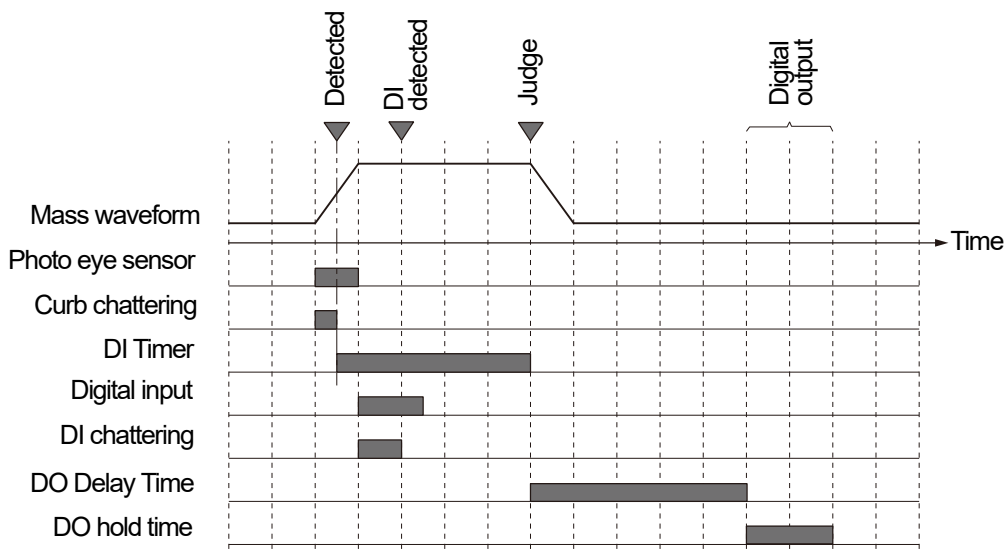 Detected
DI
detected
Judge
Digital
output
Mass waveform
Time
Photo eye sensor
Curb chattering
DI Timer
Digital input
DI chattering
DO Delay Time
DO hold time